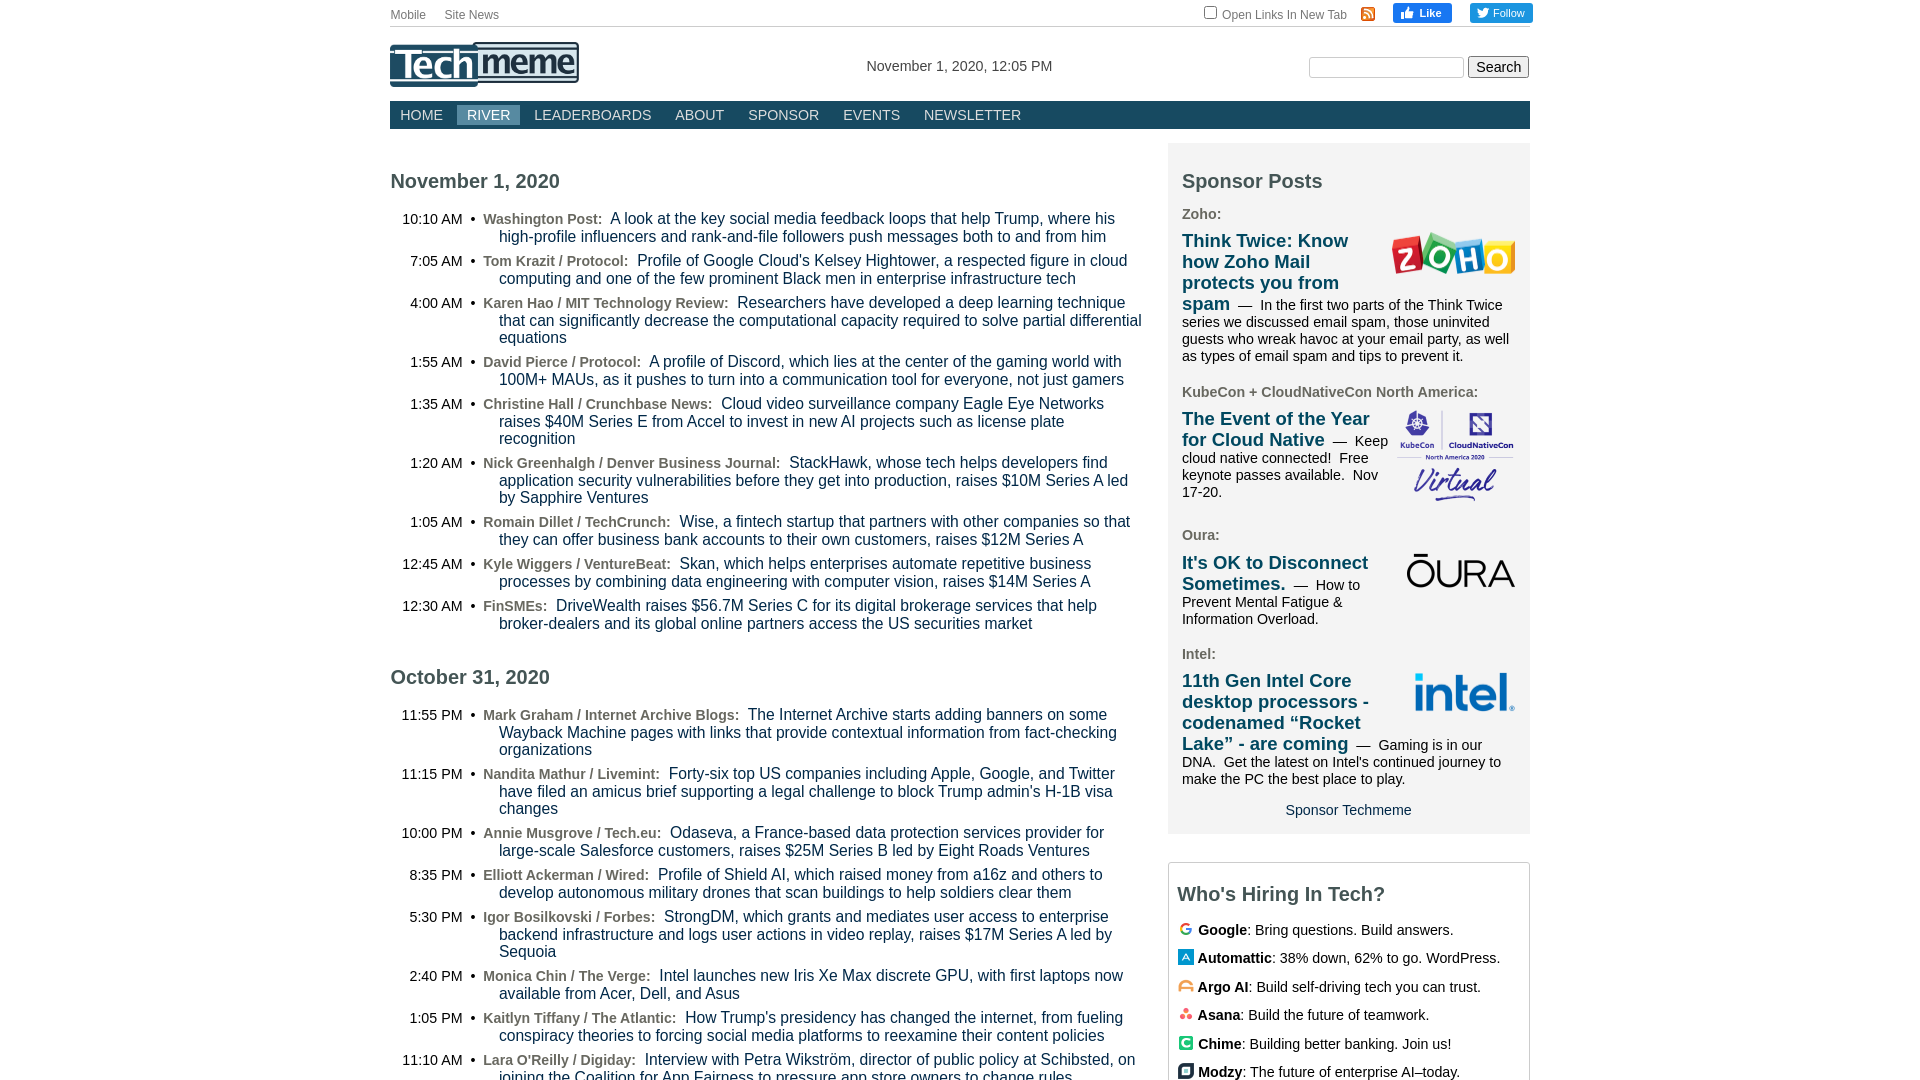 Mobile Site News
Open Links In New Tab Like Follow
Techmeme
November 1, 2020, 12:05 PM
Search
HOME RIVER LEADERBOARDS ABOUT SPONSOR EVENTS NEWSLETTER
November 1, 2020
10:10 AM • Washington Post: A look at the key social media feedback loops that help Trump, where his
high-profile influencers and rank-and-file followers push messages both to and from him
7:05 AM • Tom Krazit / Protocol: Profile of Google Cloud's Kelsey Hightower, a respected figure in cloud
computing and one of the few prominent Black men in enterprise infrastructure tech
4:00 AM • Karen Hao / MIT Technology Review: Researchers have developed a deep learning technique
that can significantly decrease the computational capacity required to solve partial differential
equations
1:55 AM • David Pierce / Protocol: A profile of Discord, which lies at the center of the gaming world with
100M+ MAUs, as it pushes to turn into a communication tool for everyone, not just gamers
1:35 AM • Christine Hall / Crunchbase News: Cloud video surveillance company Eagle Eye Networks
raises $40M Series E from Accel to invest in new AI projects such as license plate
recognition
1:20 AM • Nick Greenhalgh / Denver Business Journal: StackHawk, whose tech helps developers find
application security vulnerabilities before they get into production, raises $10M Series A led
by Sapphire Ventures
1:05 AM • Romain Dillet / TechCrunch: Wise, a fintech startup that partners with other companies so that
they can offer business bank accounts to their own customers, raises $12M Series A
12:45 AM • Kyle Wiggers / VentureBeat: Skan, which helps enterprises automate repetitive business
processes by combining data engineering with computer vision, raises $14M Series A
12:30 AM • FinSMEs: DriveWealth raises $56.7M Series C for its digital brokerage services that help
broker-dealers and its global online partners access the US securities market
October 31, 2020
11:55 PM • Mark Graham / Internet Archive Blogs: The Internet Archive starts adding banners on some
Wayback Machine pages with links that provide contextual information from fact-checking
organizations
11:15 PM • Nandita Mathur / Livemint: Forty-six top US companies including Apple, Google, and Twitter
have filed an amicus brief supporting a legal challenge to block Trump admin's H-1B visa
changes
10:00 PM • Annie Musgrove / Tech.eu: Odaseva, a France-based data protection services provider for
large-scale Salesforce customers, raises $25M Series B led by Eight Roads Ventures
8:35 PM • Elliott Ackerman / Wired: Profile of Shield AI, which raised money from a16z and others to
develop autonomous military drones that scan buildings to help soldiers clear them
5:30 PM • Igor Bosilkovski / Forbes: StrongDM, which grants and mediates user access to enterprise
backend infrastructure and logs user actions in video replay, raises $17M Series A led by
Sequoia
2:40 PM • Monica Chin / The Verge: Intel launches new Iris Xe Max discrete GPU, with first laptops now
available from Acer, Dell, and Asus
1:05 PM • Kaitlyn Tiffany / The Atlantic: How Trump's presidency has changed the internet, from fueling
conspiracy theories to forcing social media platforms to reexamine their content policies
11:10 AM • Lara O'Reilly / Digiday: Interview with Petra Wikström, director of public policy at Schibsted, on
joining the Coalition for App Fairness to pressure app store owners to change rules
Sponsor Posts
Zoho:
Think Twice: Know
how Zoho Mail
protects you from
spam — In the first two parts of the Think Twice
series we discussed email spam, those uninvited
guests who wreak havoc at your email party, as well
as types of email spam and tips to prevent it.
ZOHO
KubeCon + CloudNativeCon North America:
The Event of the Year
for Cloud Native — Keep
cloud native connected! Free
keynote passes available. Nov
17-20.
KubeCon CloudNativeCon
North America 2020
Virtual
Oura:
It's OK to Disconnect
Sometimes. — How to
Prevent Mental Fatigue &
Information Overload.
ŌURA
Intel:
11th Gen Intel Core
desktop processors -
codenamed “Rocket
Lake” - are coming — Gaming is in our
DNA. Get the latest on Intel's continued journey to
make the PC the best place to play.
intel®
Sponsor Techmeme
Who's Hiring In Tech?
Google: Bring questions. Build answers.
Automattic: 38% down, 62% to go. WordPress.
Argo AI: Build self-driving tech you can trust.
Asana: Build the future of teamwork.
Chime: Building better banking. Join us!
Modzy: The future of enterprise AI–today.